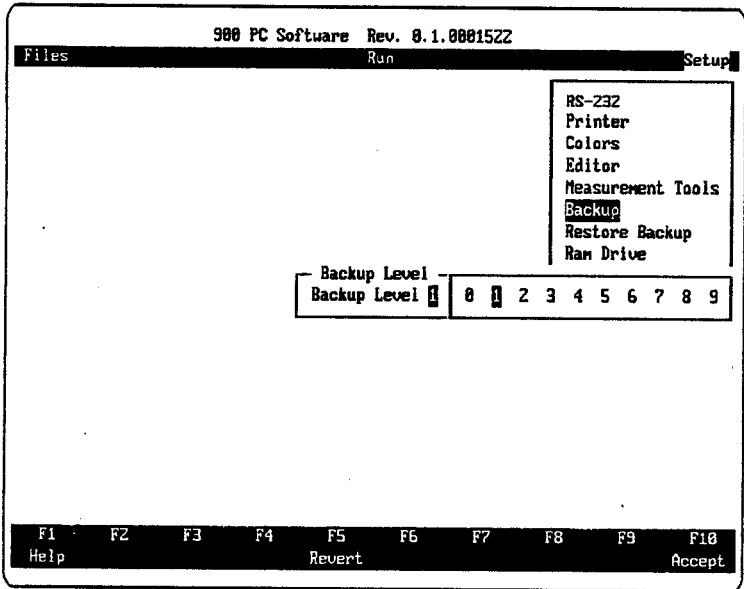 900 PC Software Rev. 0.1.000152Z
Files Run Setup
RS-232
Printer
Colors
Editor
Measurement Tools
Backup
Restore Backup
Ram Drive
Backup Level
Backup Level 1 0 1 2 3 4 5 6 7 8 9
F1 F2 F3 F4 F5 F6 F7 F8 F9 F10
Help Revert Accept